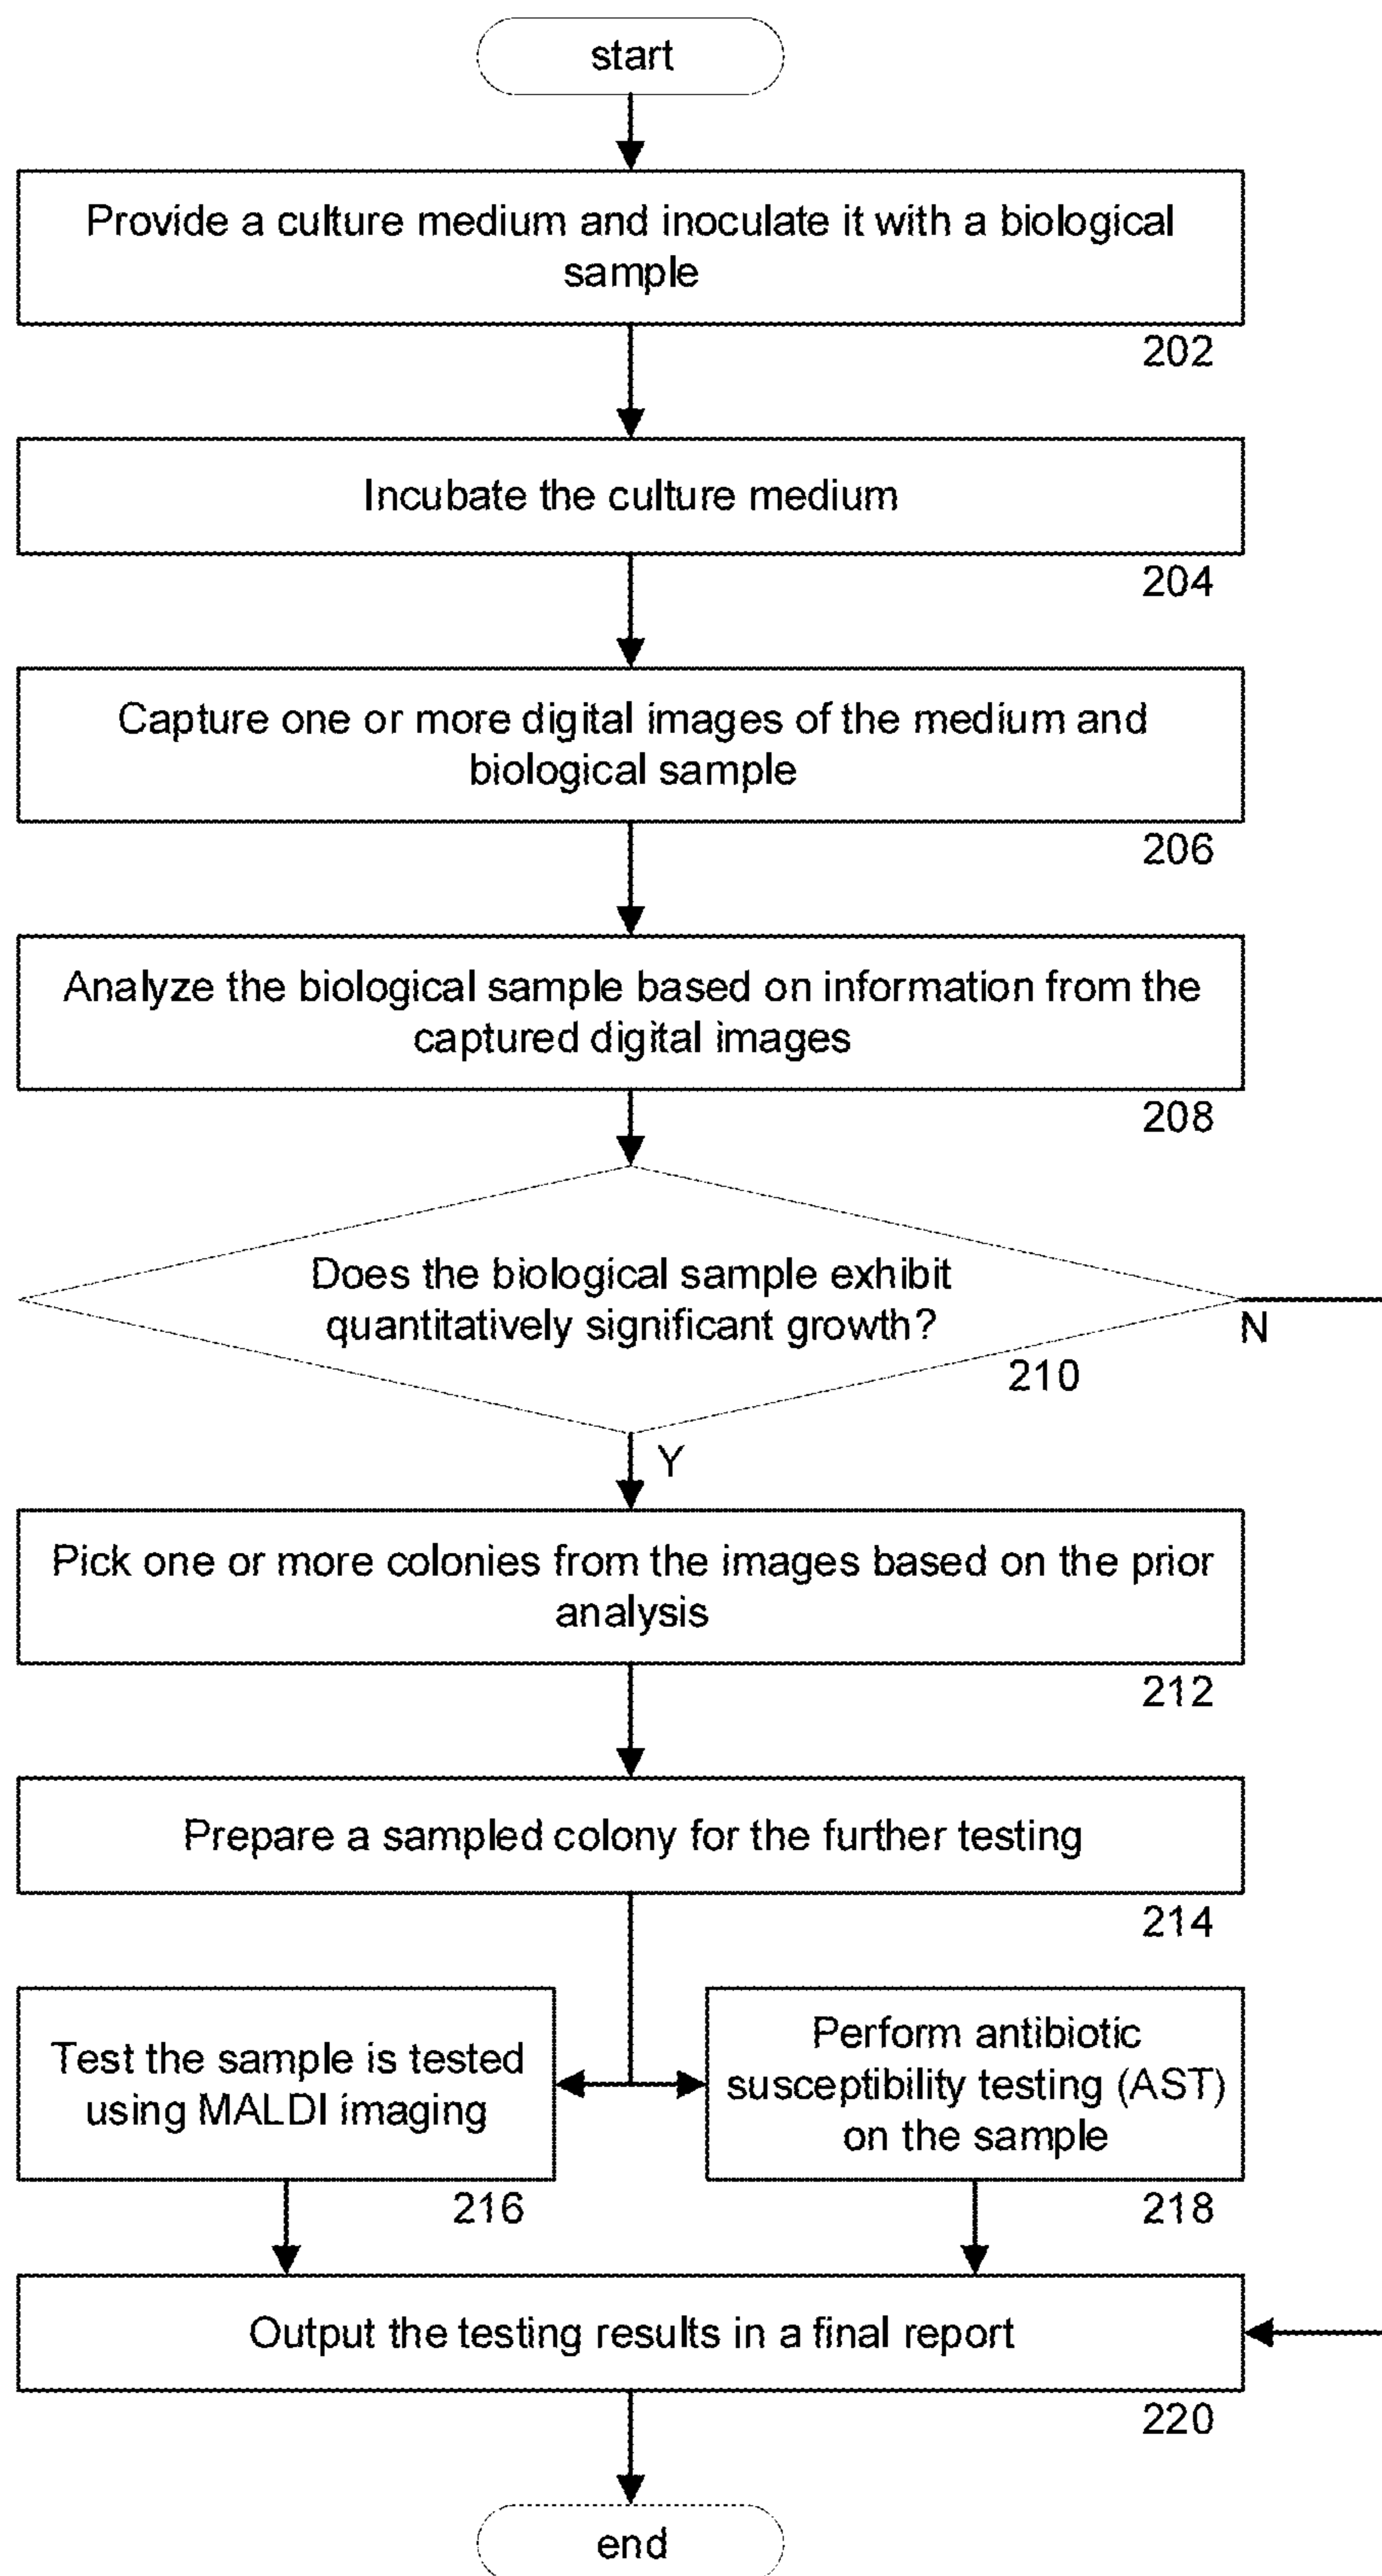 start
Provide a culture medium and inoculate it with a biological
sample
202
Incubate the culture medium
204
Capture one or more digital images of the medium and
biological sample
206
Analyze the biological sample based on information from the
captured digital images
208
Does the biological sample exhibit
quantitatively significant growth?
N
210
Y
Pick one or more colonies from the images based on the prior
analysis
212
Prepare a sampled colony for the further testing
214
Test the sample is tested
using MALDI imaging
216
Perform antibiotic
susceptibility testing (AST)
on the sample
218
Output the testing results in a final report
220
end